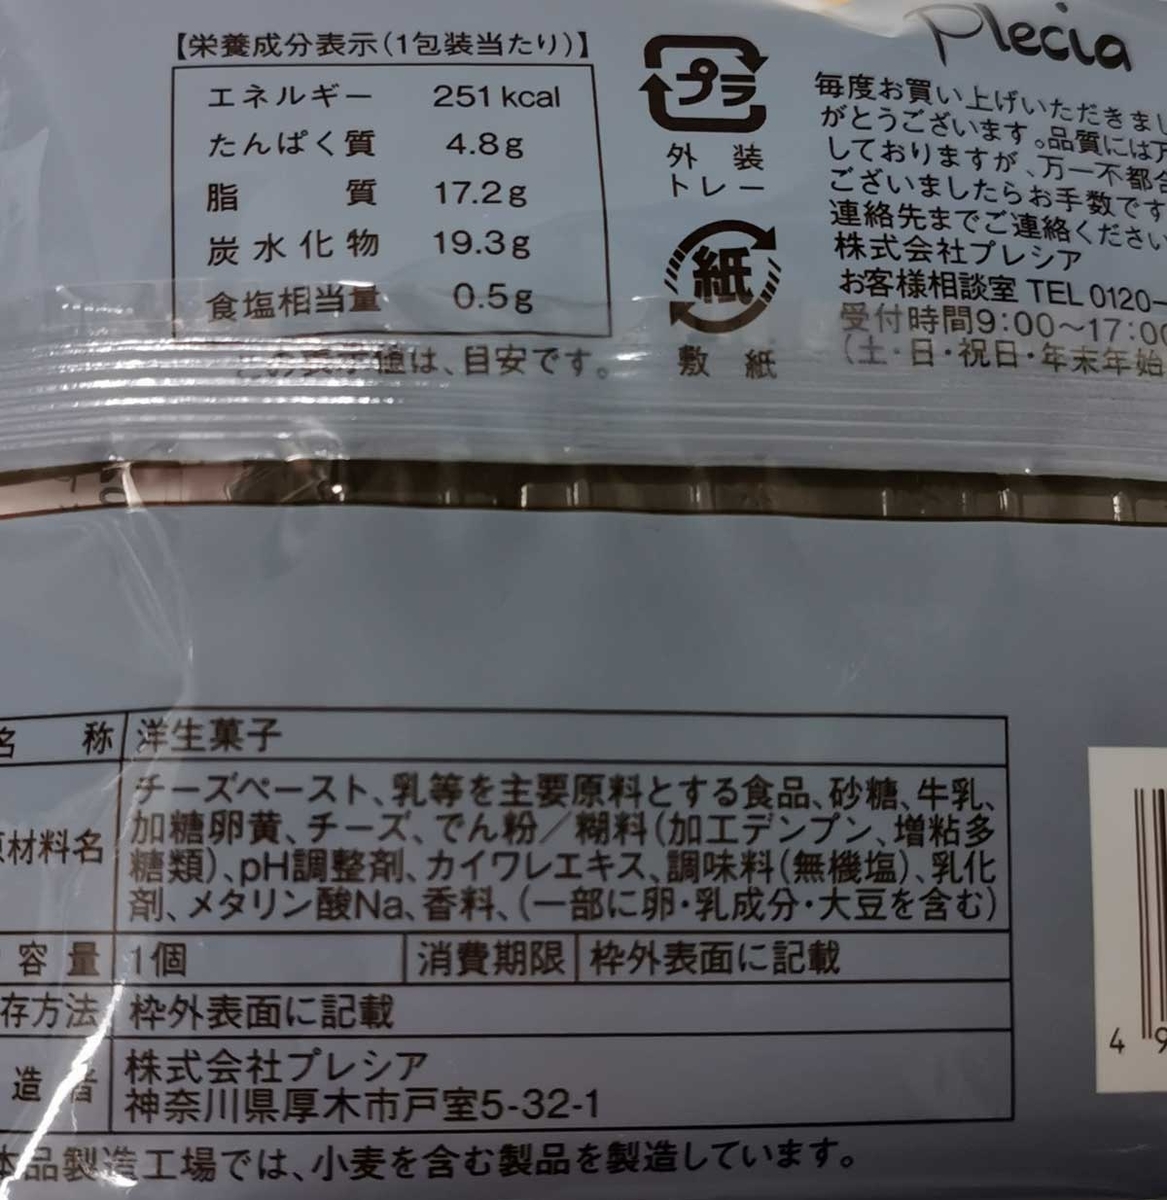 【栄養成分表示(1包装当たり)】
エネルギー 251 kcal
たんぱく質 4.8g
脂質 17.2g
炭水化物 19.3g
食塩相当量 0.5g
この表示値は、目安です。
プラ
外装
トレー
紙
敷紙
Plecia
毎度お買い上げいただきまし
がとうございます。品質には万
しておりますが、万一不都合
ございましたらお手数です
連絡先までご連絡ください
株式会社プレシア
お客様相談室 TEL 0120-
受付時間9:00～17:00
(土・日・祝日・年末年始
名称 洋生菓子
原材料名 チーズペースト、乳等を主要原料とする食品、砂糖、牛乳、
加糖卵黄、チーズ、でん粉／糊料(加工デンプン、増粘多
糖類)、pH調整剤、カイワレエキス、調味料(無機塩)、乳化
剤、メタリン酸Na、香料、(一部に卵・乳成分・大豆を含む)
容量 1個 消費期限 枠外表面に記載
存方法 枠外表面に記載
造者 株式会社プレシア
神奈川県厚木市戸室5-32-1
本品製造工場では、小麦を含む製品を製造しています。
4 9